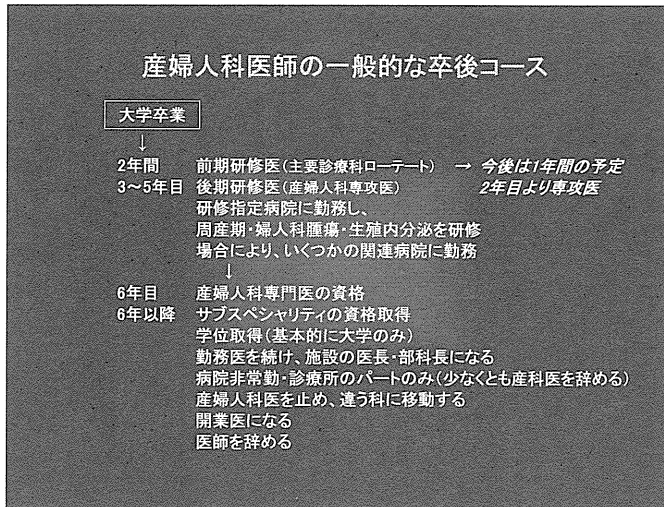 産婦人科医師の一般的な卒後コース
大学卒業
↓
2年間 前期研修医(主要診療科ローテート) → 今後は1年間の予定
3～5年目 後期研修医(産婦人科専攻医) 2年目より専攻医
研修指定病院に勤務し、
周産期・婦人科腫瘍・生殖内分泌を研修
場合により、いくつかの関連病院に勤務
↓
6年目 産婦人科専門医の資格
6年以降 サブスペシャリティの資格取得
学位取得(基本的に大学のみ)
勤務医を続け、施設の医長・部科長になる
病院非常勤・診療所のパートのみ(少なくとも産科医を辞める)
産婦人科医を止め、違う科に移動する
開業医になる
医師を辞める